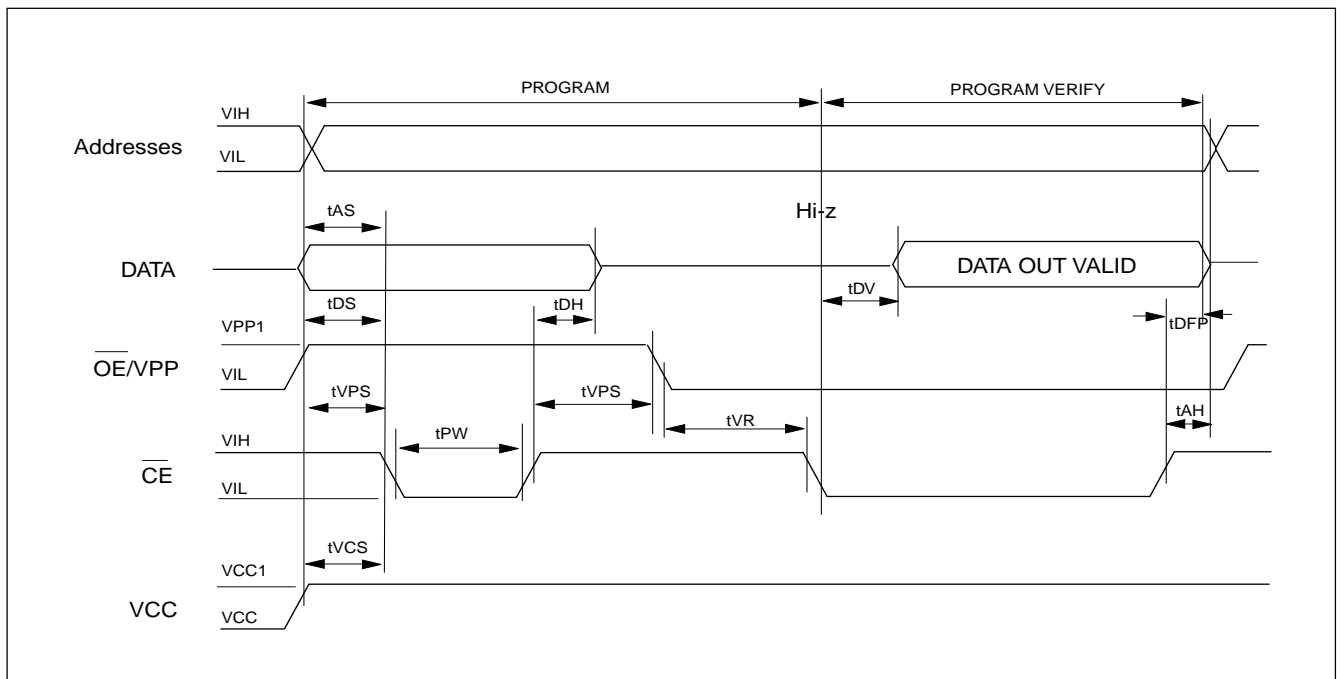 PROGRAM
PROGRAM VERIFY
VIH
Addresses
VIL
tAS
Hi-z
DATA
DATA OUT VALID
tDS
tDH
tDV
tDFP
VPP1
OE/VPP
VIL
tVPS
tVPS
tAH
VIH
tPW
tVR
CE
VIL
tVCS
VCC1
VCC
VCC